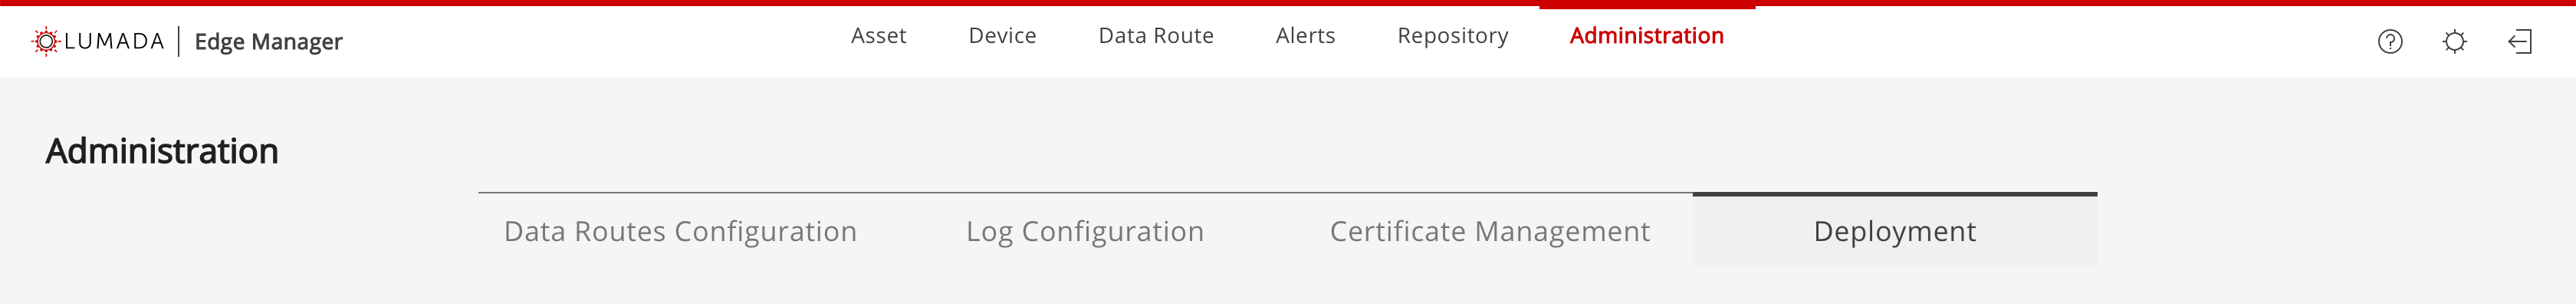 LUMADA | Edge Manager
Asset Device Data Route Alerts Repository Administration
Administration
Data Routes Configuration Log Configuration Certificate Management Deployment